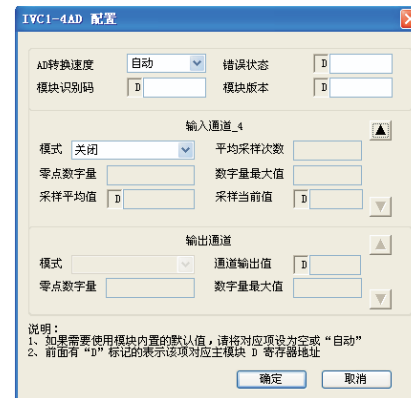 IVC1-4AD 配置
AD转换速度 自动 错误状态 D
模块识别码 D 模块版本 D
输入通道_4
模式 关闭 平均采样次数
零点数字量 数字量最大值
采样平均值 D 采样当前值 D
输出通道
模式 通道输出值 D
零点数字量 数字量最大值
说明:
1、如果需要使用模块内置的默认值,请将对应项设为空或“自动”
2、前面有“D”标记的表示该项对应主模块 D 寄存器地址
确定 取消